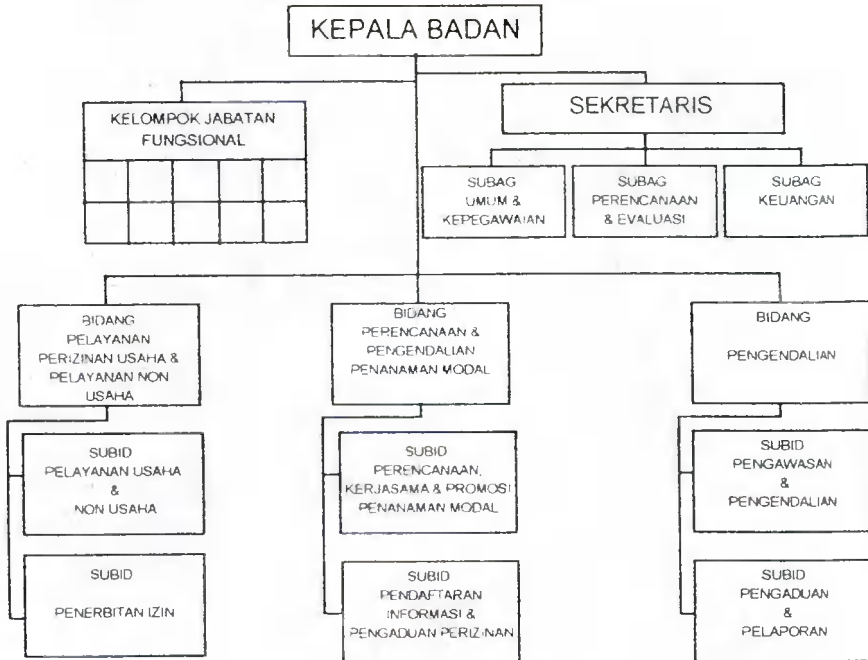 KEPALA BADAN
KELOMPOK JABATAN
FUNGSIONAL
SEKRETARIS
SUBAG
UMUM &
KEPEGAWAIAN
SUBAG
PERENCANAAN
& EVALUASI
SUBAG
KEUANGAN
BIDANG
PELAYANAN
PERIZINAN USAHA &
PELAYANAN NON
USAHA
BIDANG
PERENCANAAN &
PENGENDALIAN
PENANAMAN MODAL
BIDANG
PENGENDALIAN
SUBID
PELAYANAN USAHA
&
NON USAHA
SUBID
PERENCANAAN,
KERJASAMA & PROMOSI
PENANAMAN MODAL
SUBID
PENGAWASAN
&
PENGENDALIAN
SUBID
PENERBITAN IZIN
SUBID
PENDAFTARAN
INFORMASI &
PENGADUAN PERIZINAN
SUBID
PENGADUAN
&
PELAPORAN